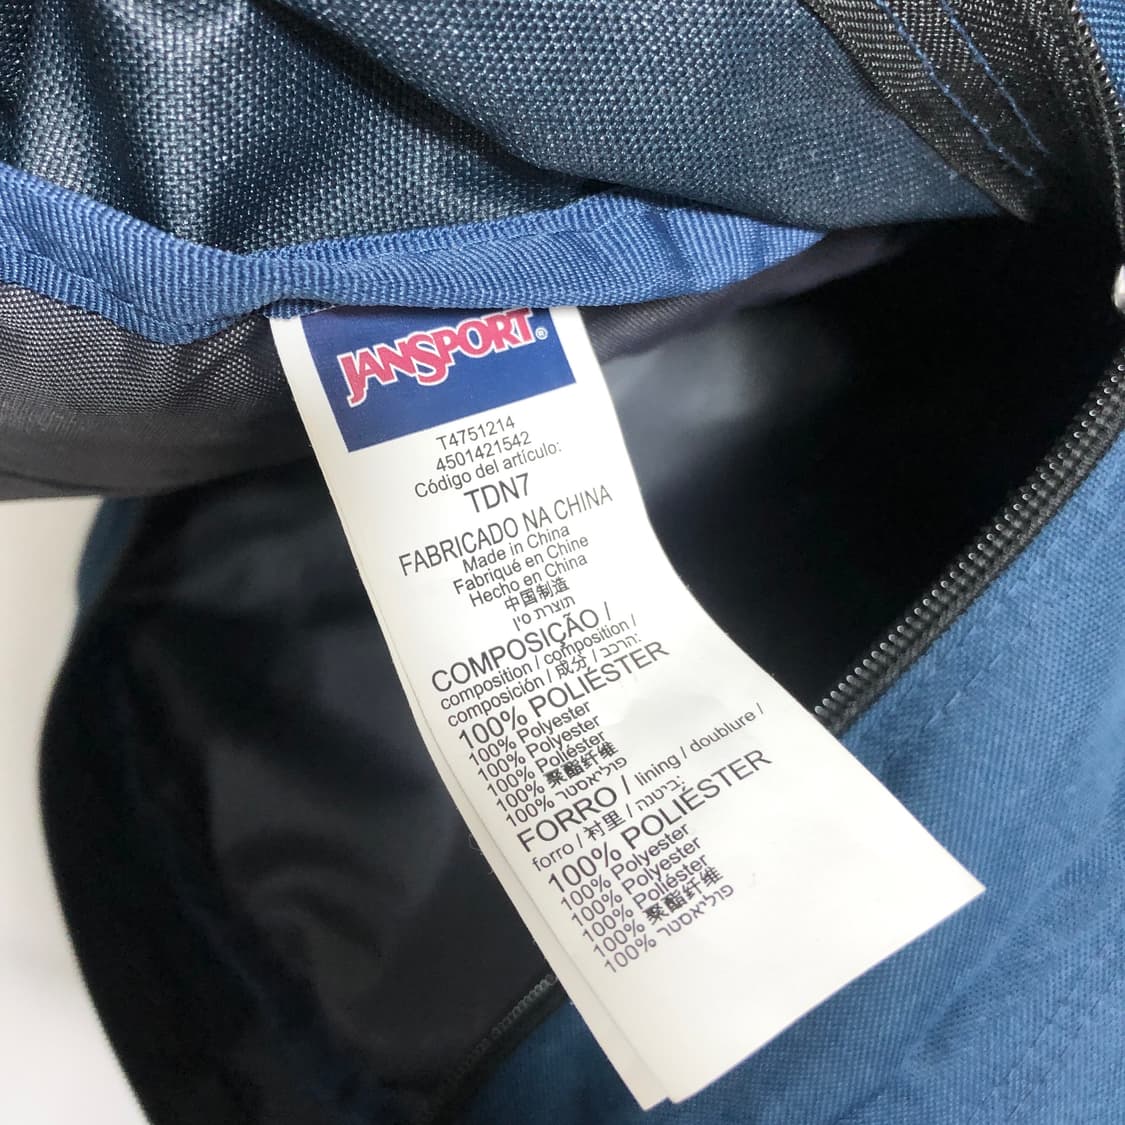 JANSPORT®
T4751214
4501421542
Código del artículo:
TDN7
FABRICADO NA CHINA
Made in China
Fabriqué en Chine
Hecho en China
中国制造
תוצרת סין
COMPOSIÇÃO /
composition / composition /
composición / 成分 / הרכב:
100% POLIÉSTER
100% Polyester
100% Polyester
100% Poliéster
100% 聚酯纤维
100% פוליאסטר
FORRO / lining / doublure /
forro / 衬里 / ביטנה:
100% POLIÉSTER
100% Polyester
100% Polyester
100% Poliéster
100% 聚酯纤维
100% פוליאסטר